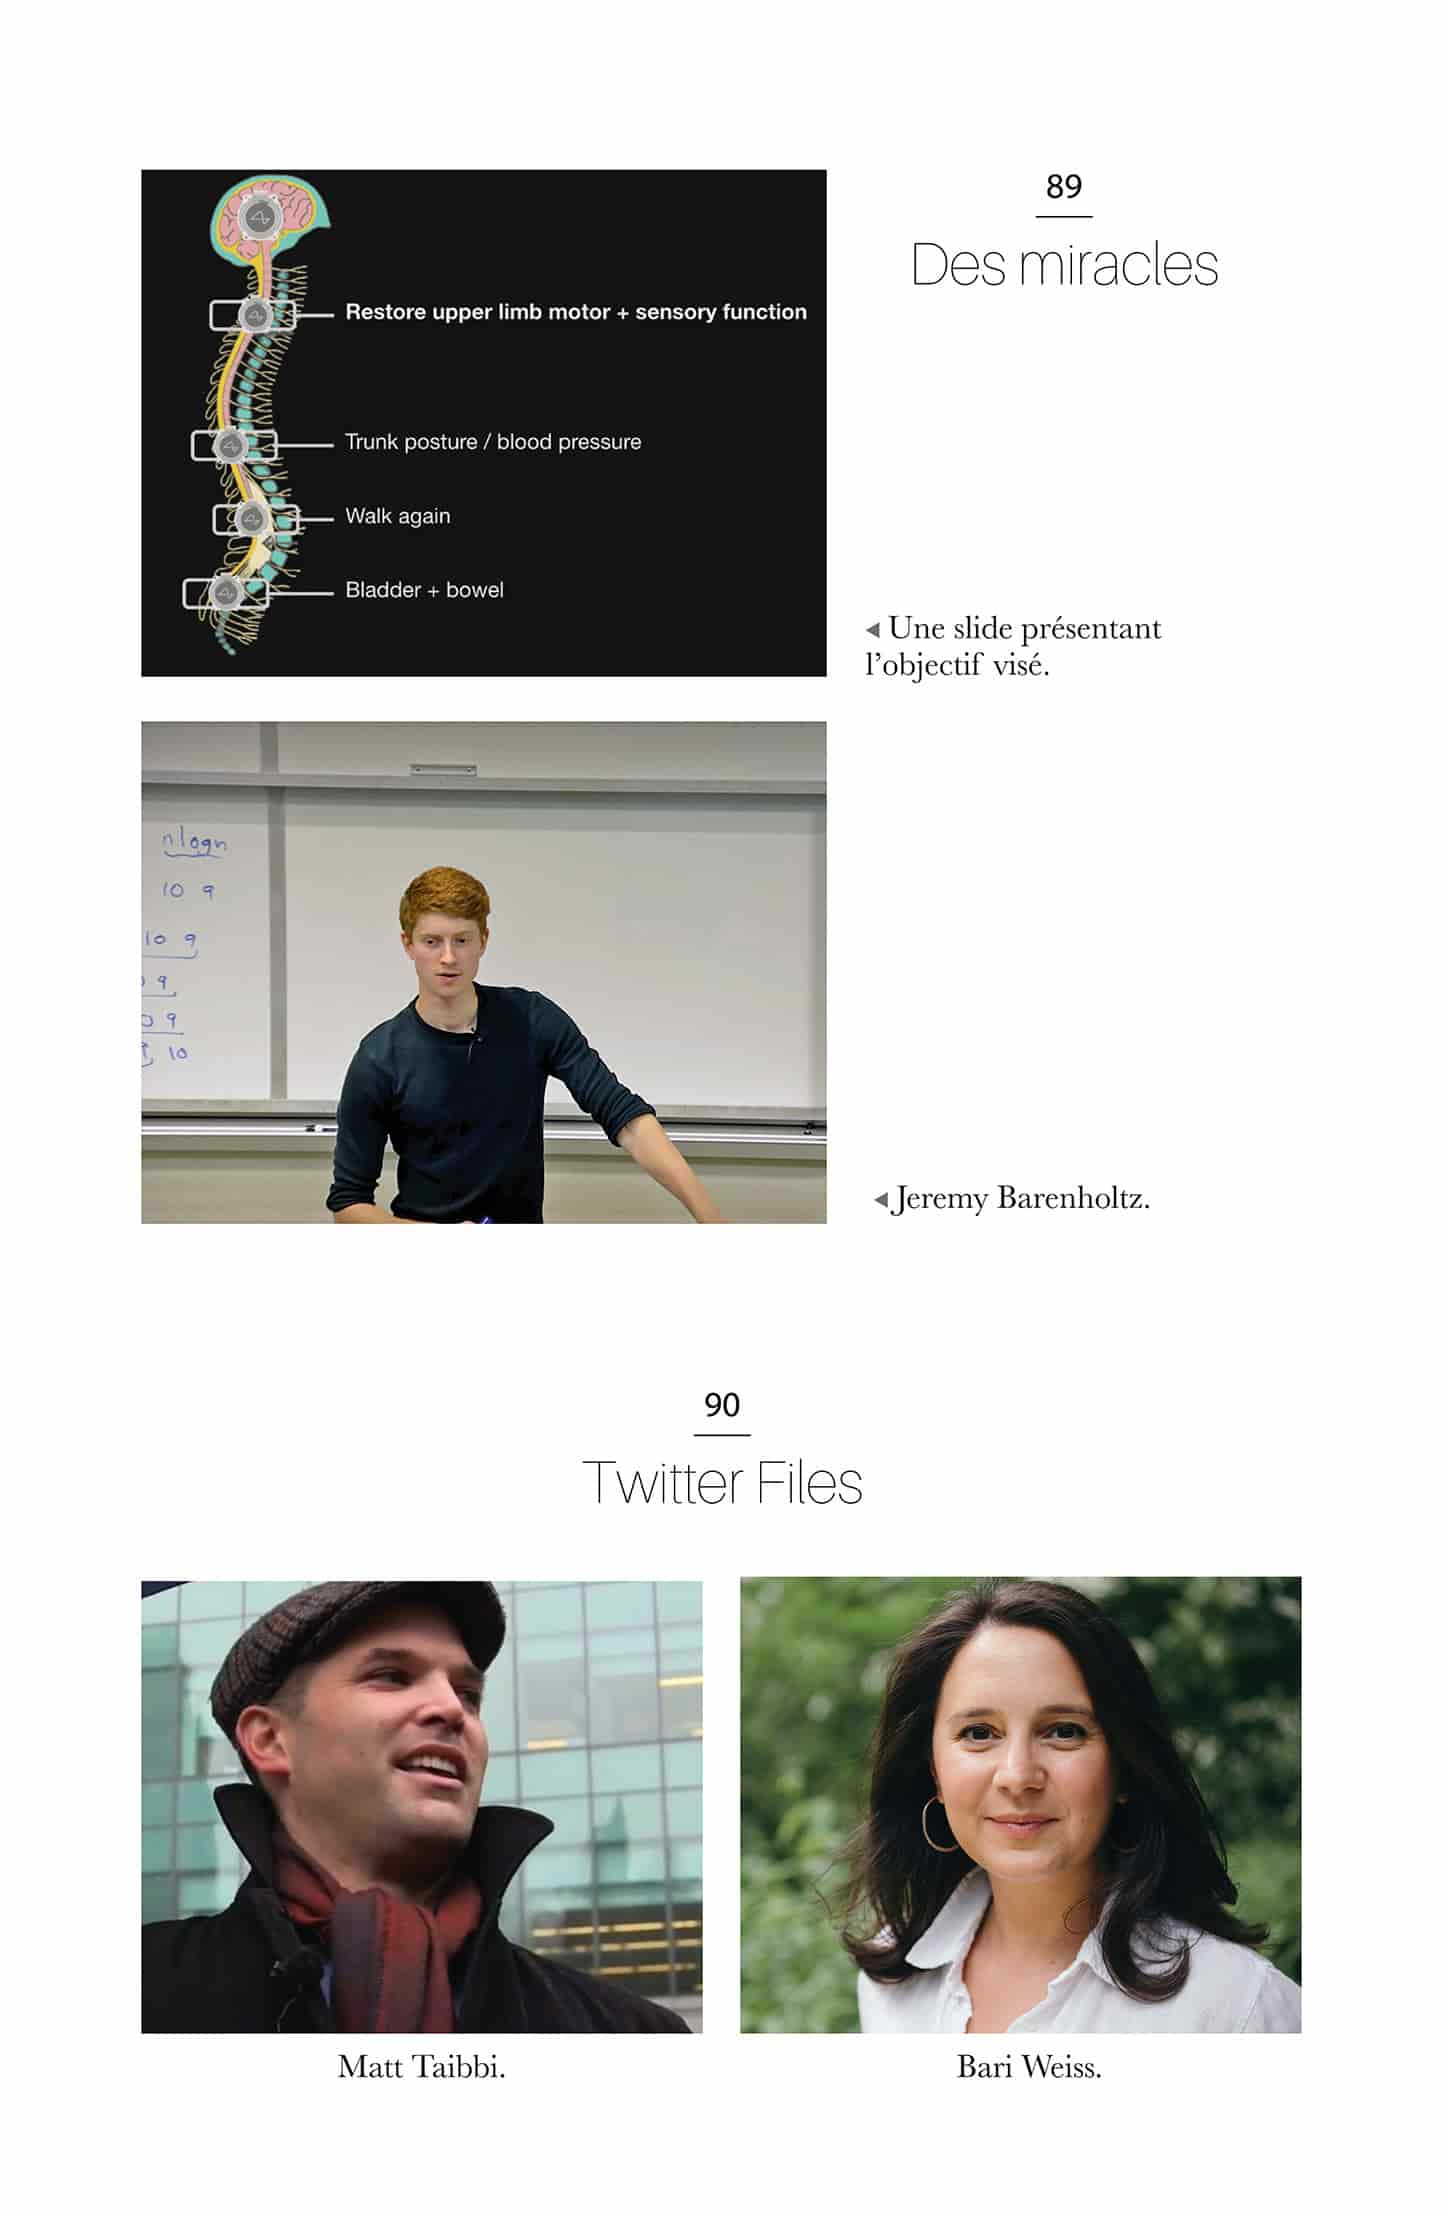 89
Des miracles
Restore upper limb motor + sensory function
Trunk posture / blood pressure
Walk again
Bladder + bowel
◂ Une slide présentant
l’objectif visé.
nlogn
10 9
10 9
9
9
10
◂ Jeremy Barenholtz.
90
Twitter Files
Matt Taibbi.
Bari Weiss.